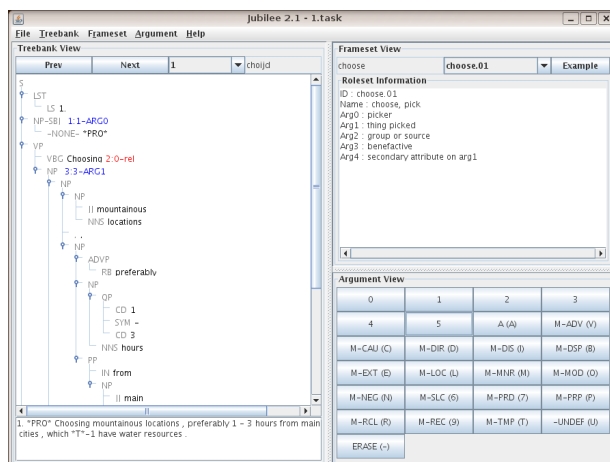 Jubilee 2.1 - 1.task
File Treebank Frameset Argument Help
Treebank View
Prev Next 1 choijd
S
LST
LS 1.
NP-SBJ 1:1-ARG0
-NONE- *PRO*
VP
VBG Choosing 2:0-rel
NP 3:3-ARG1
NP
NP
JJ mountainous
NNS locations
, ,
NP
ADVP
RB preferably
NP
QP
CD 1
SYM -
CD 3
NNS hours
PP
IN from
NP
JJ main
1. *PRO* Choosing mountainous locations , preferably 1 - 3 hours from main
cities , which *T*-1 have water resources .
Frameset View
choose choose.01 Example
Roleset Information
ID : choose.01
Name : choose, pick
Arg0 : picker
Arg1 : thing picked
Arg2 : group or source
Arg3 : benefactive
Arg4 : secondary attribute on arg1
Argument View
0 1 2 3
4 5 A (A) M-ADV (V)
M-CAU (C) M-DIR (D) M-DIS (I) M-DSP (B)
M-EXT (E) M-LOC (L) M-MNR (M) M-MOD (O)
M-NEG (N) M-SLC (6) M-PRD (7) M-PRP (P)
M-RCL (R) M-REC (9) M-TMP (T) -UNDEF (U)
ERASE (-)